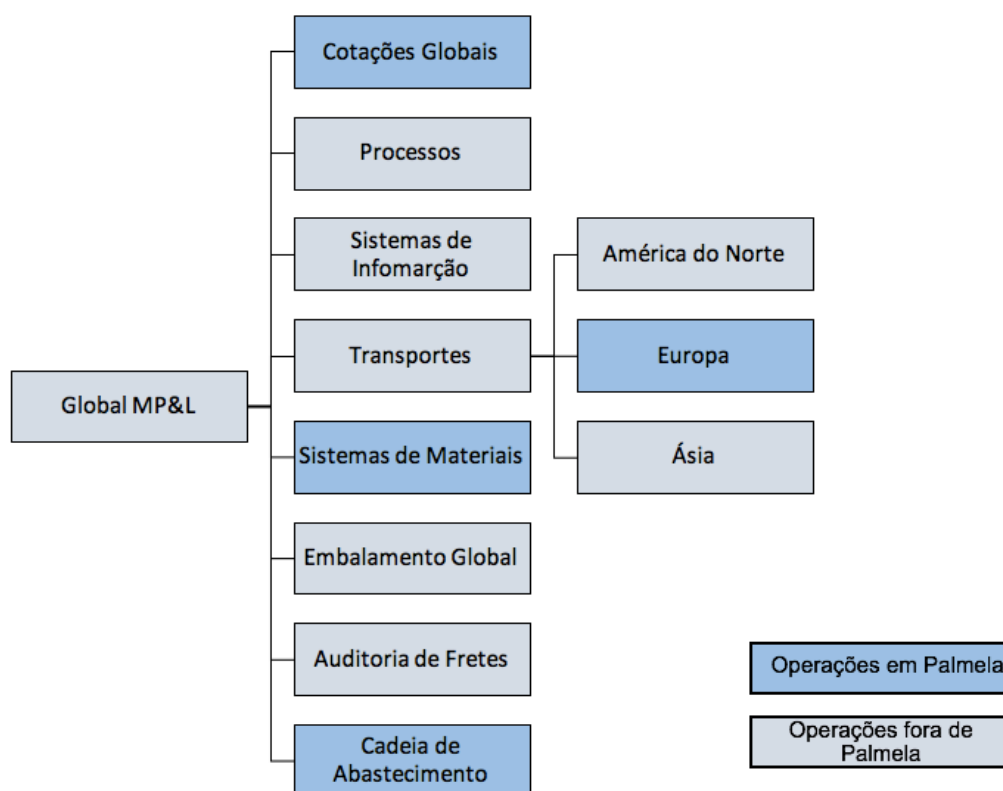 Cotações Globais
Processos
Sistemas de
Infomarção
América do Norte
Transportes
Europa
Global MP&L
Sistemas de Materiais
Ásia
Embalamento Global
Auditoria de Fretes
Operações em Palmela
Cadeia de
Abastecimento
Operações fora de
Palmela